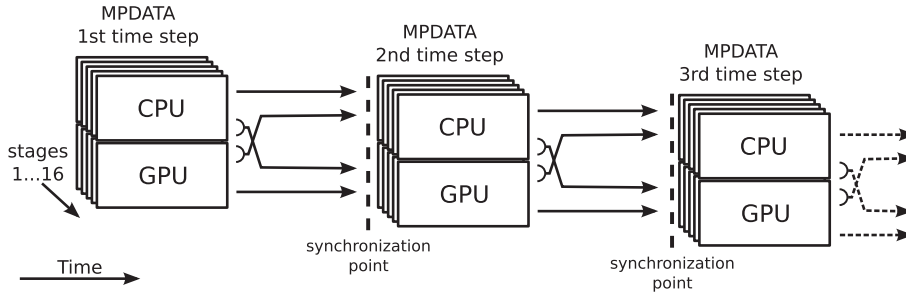 MPDATA
1st time step
CPU
GPU
stages
1...16
Time
MPDATA
2nd time step
CPU
GPU
synchronization
point
MPDATA
3rd time step
CPU
GPU
synchronization
point